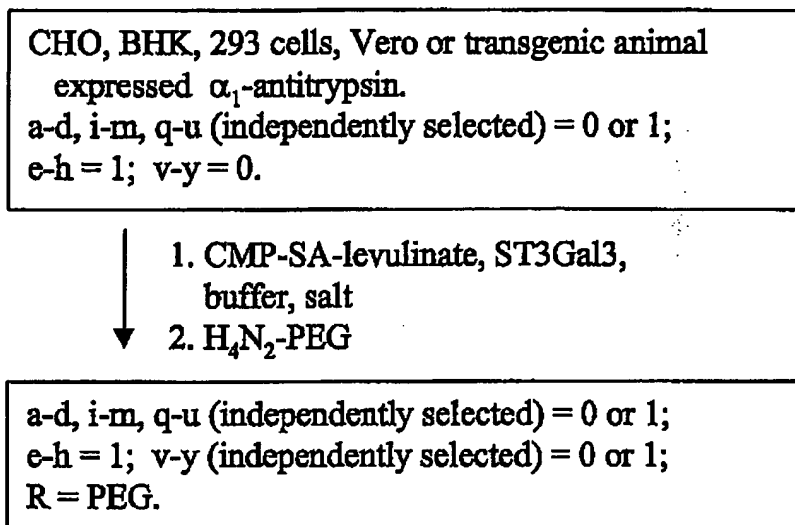 CHO, BHK, 293 cells, Vero or transgenic animal
expressed α₁-antitrypsin.
a-d, i-m, q-u (independently selected) = 0 or 1;
e-h = 1; v-y = 0.
1. CMP-SA-levulinate, ST3Gal3,
buffer, salt
2. H₄N₂-PEG
a-d, i-m, q-u (independently selected) = 0 or 1;
e-h = 1; v-y (independently selected) = 0 or 1;
R = PEG.